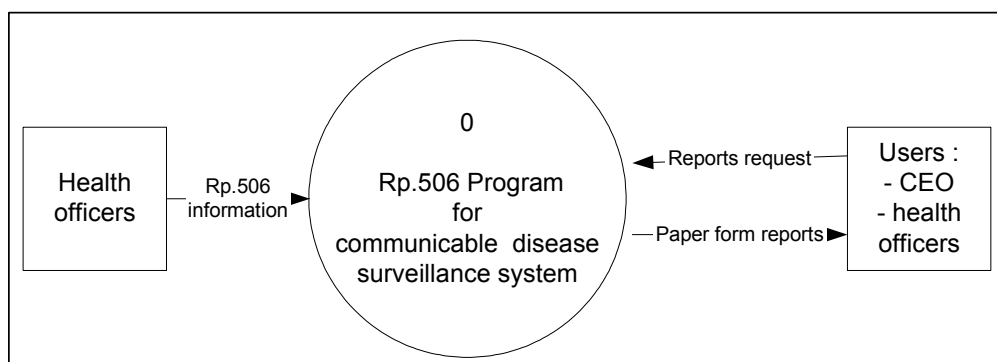 Health
officers
Rp.506
information
0
Rp.506 Program
for
communicable disease
surveillance system
Reports request
Paper form reports
Users :
- CEO
- health
officers